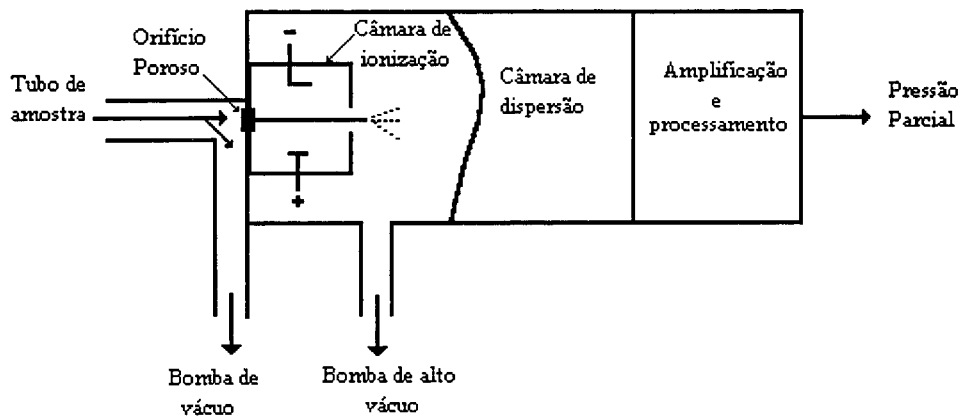 Orifício
Poroso
Tubo de
amostra
-
Câmara de
ionização
+
Câmara de
dispersão
Amplificação
e
processamento
Pressão
Parcial
Bomba de
vácuo
Bomba de alto
vácuo